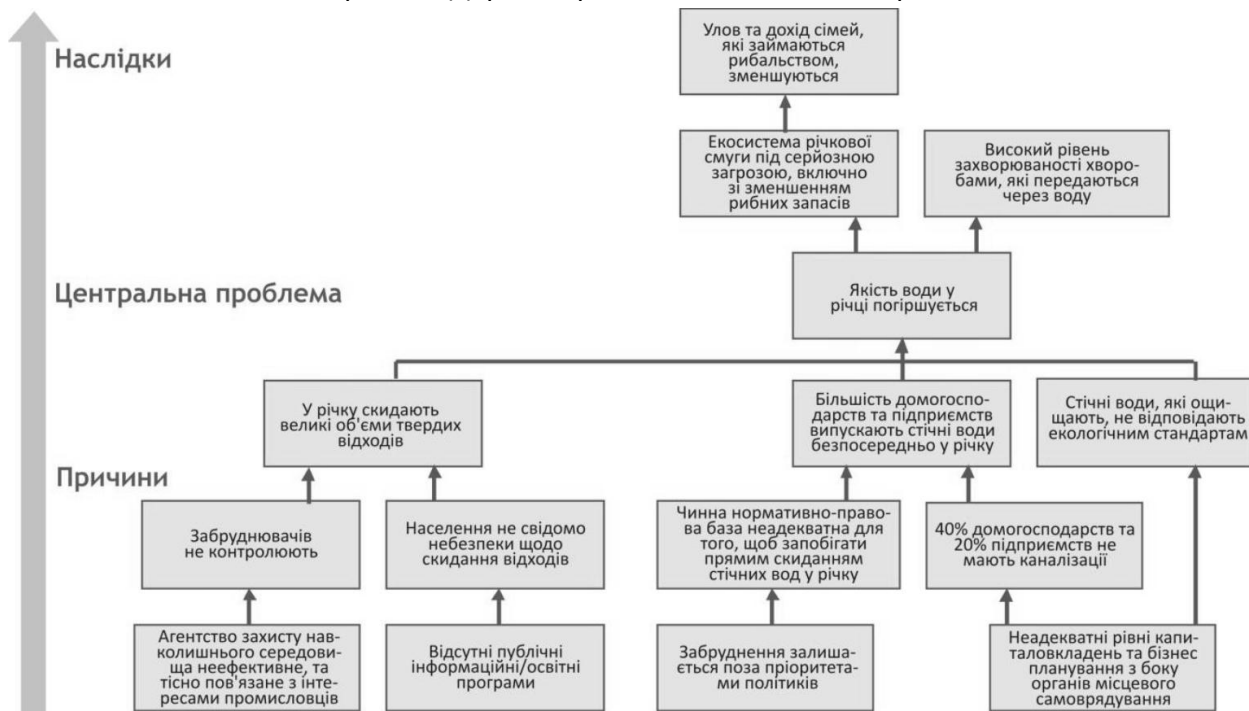 Наслідки
Улов та дохід сімей,
які займаються
рибальством,
зменшуються
Екосистема річкової
смуги під серйозною
загрозою, включно
зі зменшенням
рибних запасів
Високий рівень
захворюваності хворо-
бами, які передаються
через воду
Центральна проблема
Якість води у
річці погіршується
У річку скидають
великі об'єми твердих
відходів
Більшість домогоспо-
дарств та підприємств
випускають стічні води
безпосередньо у річку
Стічні води, які ощи-
щають, не відповідають
екологічним стандартам
Причини
Забруднювачів
не контролюють
Населення не свідомо
небезпеки щодо
скидання відходів
Чинна нормативно-право-
ва база неадекватна для
того, щоб запобігати
прямим скиданням
стічних вод у річку
40% домогосподарств та
20% підприємств не
мають каналізації
Агентство захисту нав-
колишнього середови-
ща неефективне, та
тісно пов'язане з інте-
ресами промисловців
Відсутні публічні
інформаційні/освітні
програми
Забруднення залиша-
ється поза пріоритета-
ми політиків
Неадекватні рівні капи-
таловкладень та бізнес
планування з боку
органів місцевого
самоврядування